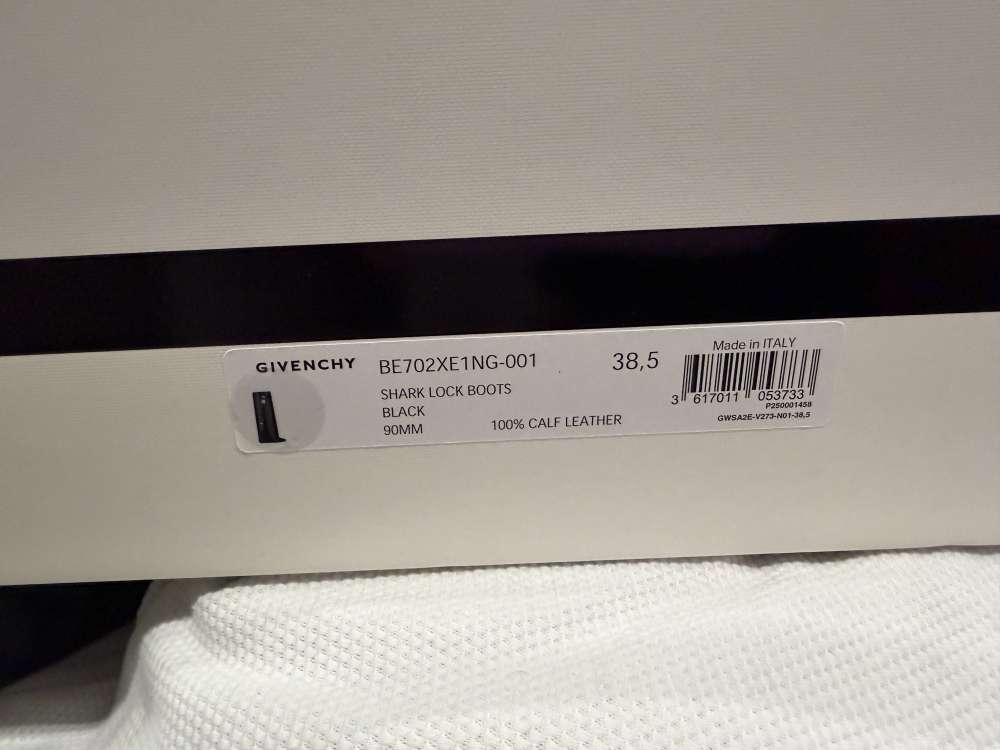 GIVENCHY BE702XE1NG-001 38,5
SHARK LOCK BOOTS
BLACK
90MM 100% CALF LEATHER
Made in ITALY
3 617011 053733
P250001458
GWSA2E-V273-N01-38,5